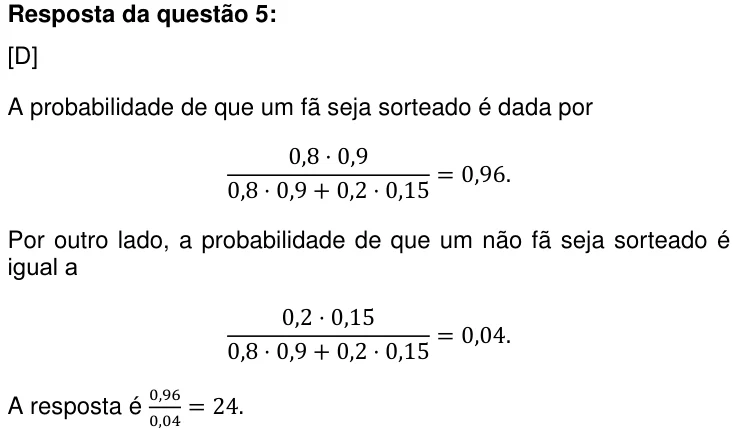 Resposta da questão 5:
[D]
A probabilidade de que um fã seja sorteado é dada por
0,8 · 0,9
0,8 · 0,9 + 0,2 · 0,15
= 0,96.
Por outro lado, a probabilidade de que um não fã seja sorteado é
igual a
0,2 · 0,15
0,8 · 0,9 + 0,2 · 0,15
= 0,04.
A resposta é 0,96/0,04 = 24.